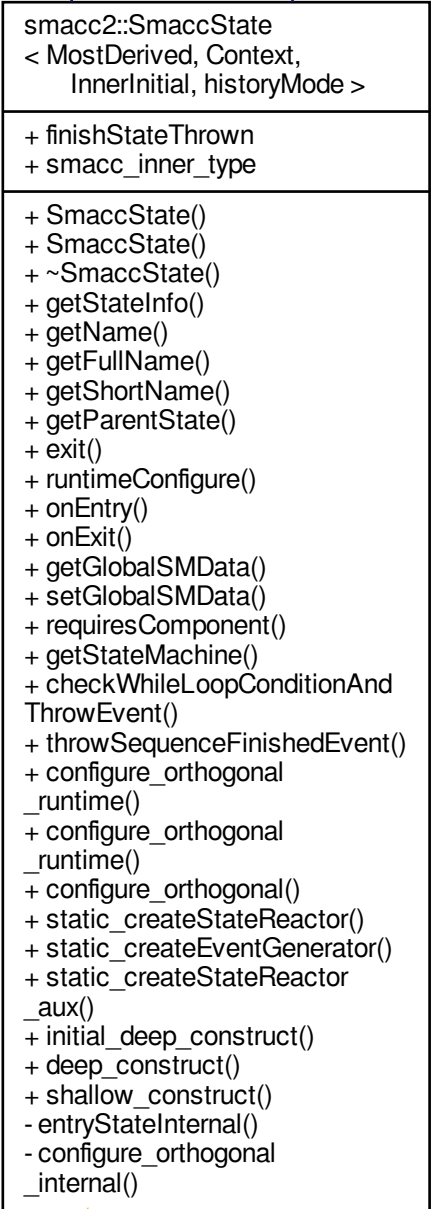 smacc2::SmaccState
< MostDerived, Context,
InnerInitial, historyMode >
+ finishStateThrown
+ smacc_inner_type
+ SmaccState()
+ SmaccState()
+ ~SmaccState()
+ getStateInfo()
+ getName()
+ getFullName()
+ getShortName()
+ getParentState()
+ exit()
+ runtimeConfigure()
+ onEntry()
+ onExit()
+ getGlobalSMData()
+ setGlobalSMData()
+ requiresComponent()
+ getStateMachine()
+ checkWhileLoopConditionAnd
ThrowEvent()
+ throwSequenceFinishedEvent()
+ configure_orthogonal
_runtime()
+ configure_orthogonal
_runtime()
+ configure_orthogonal()
+ static_createStateReactor()
+ static_createEventGenerator()
+ static_createStateReactor
_aux()
+ initial_deep_construct()
+ deep_construct()
+ shallow_construct()
- entryStateInternal()
- configure_orthogonal
_internal()